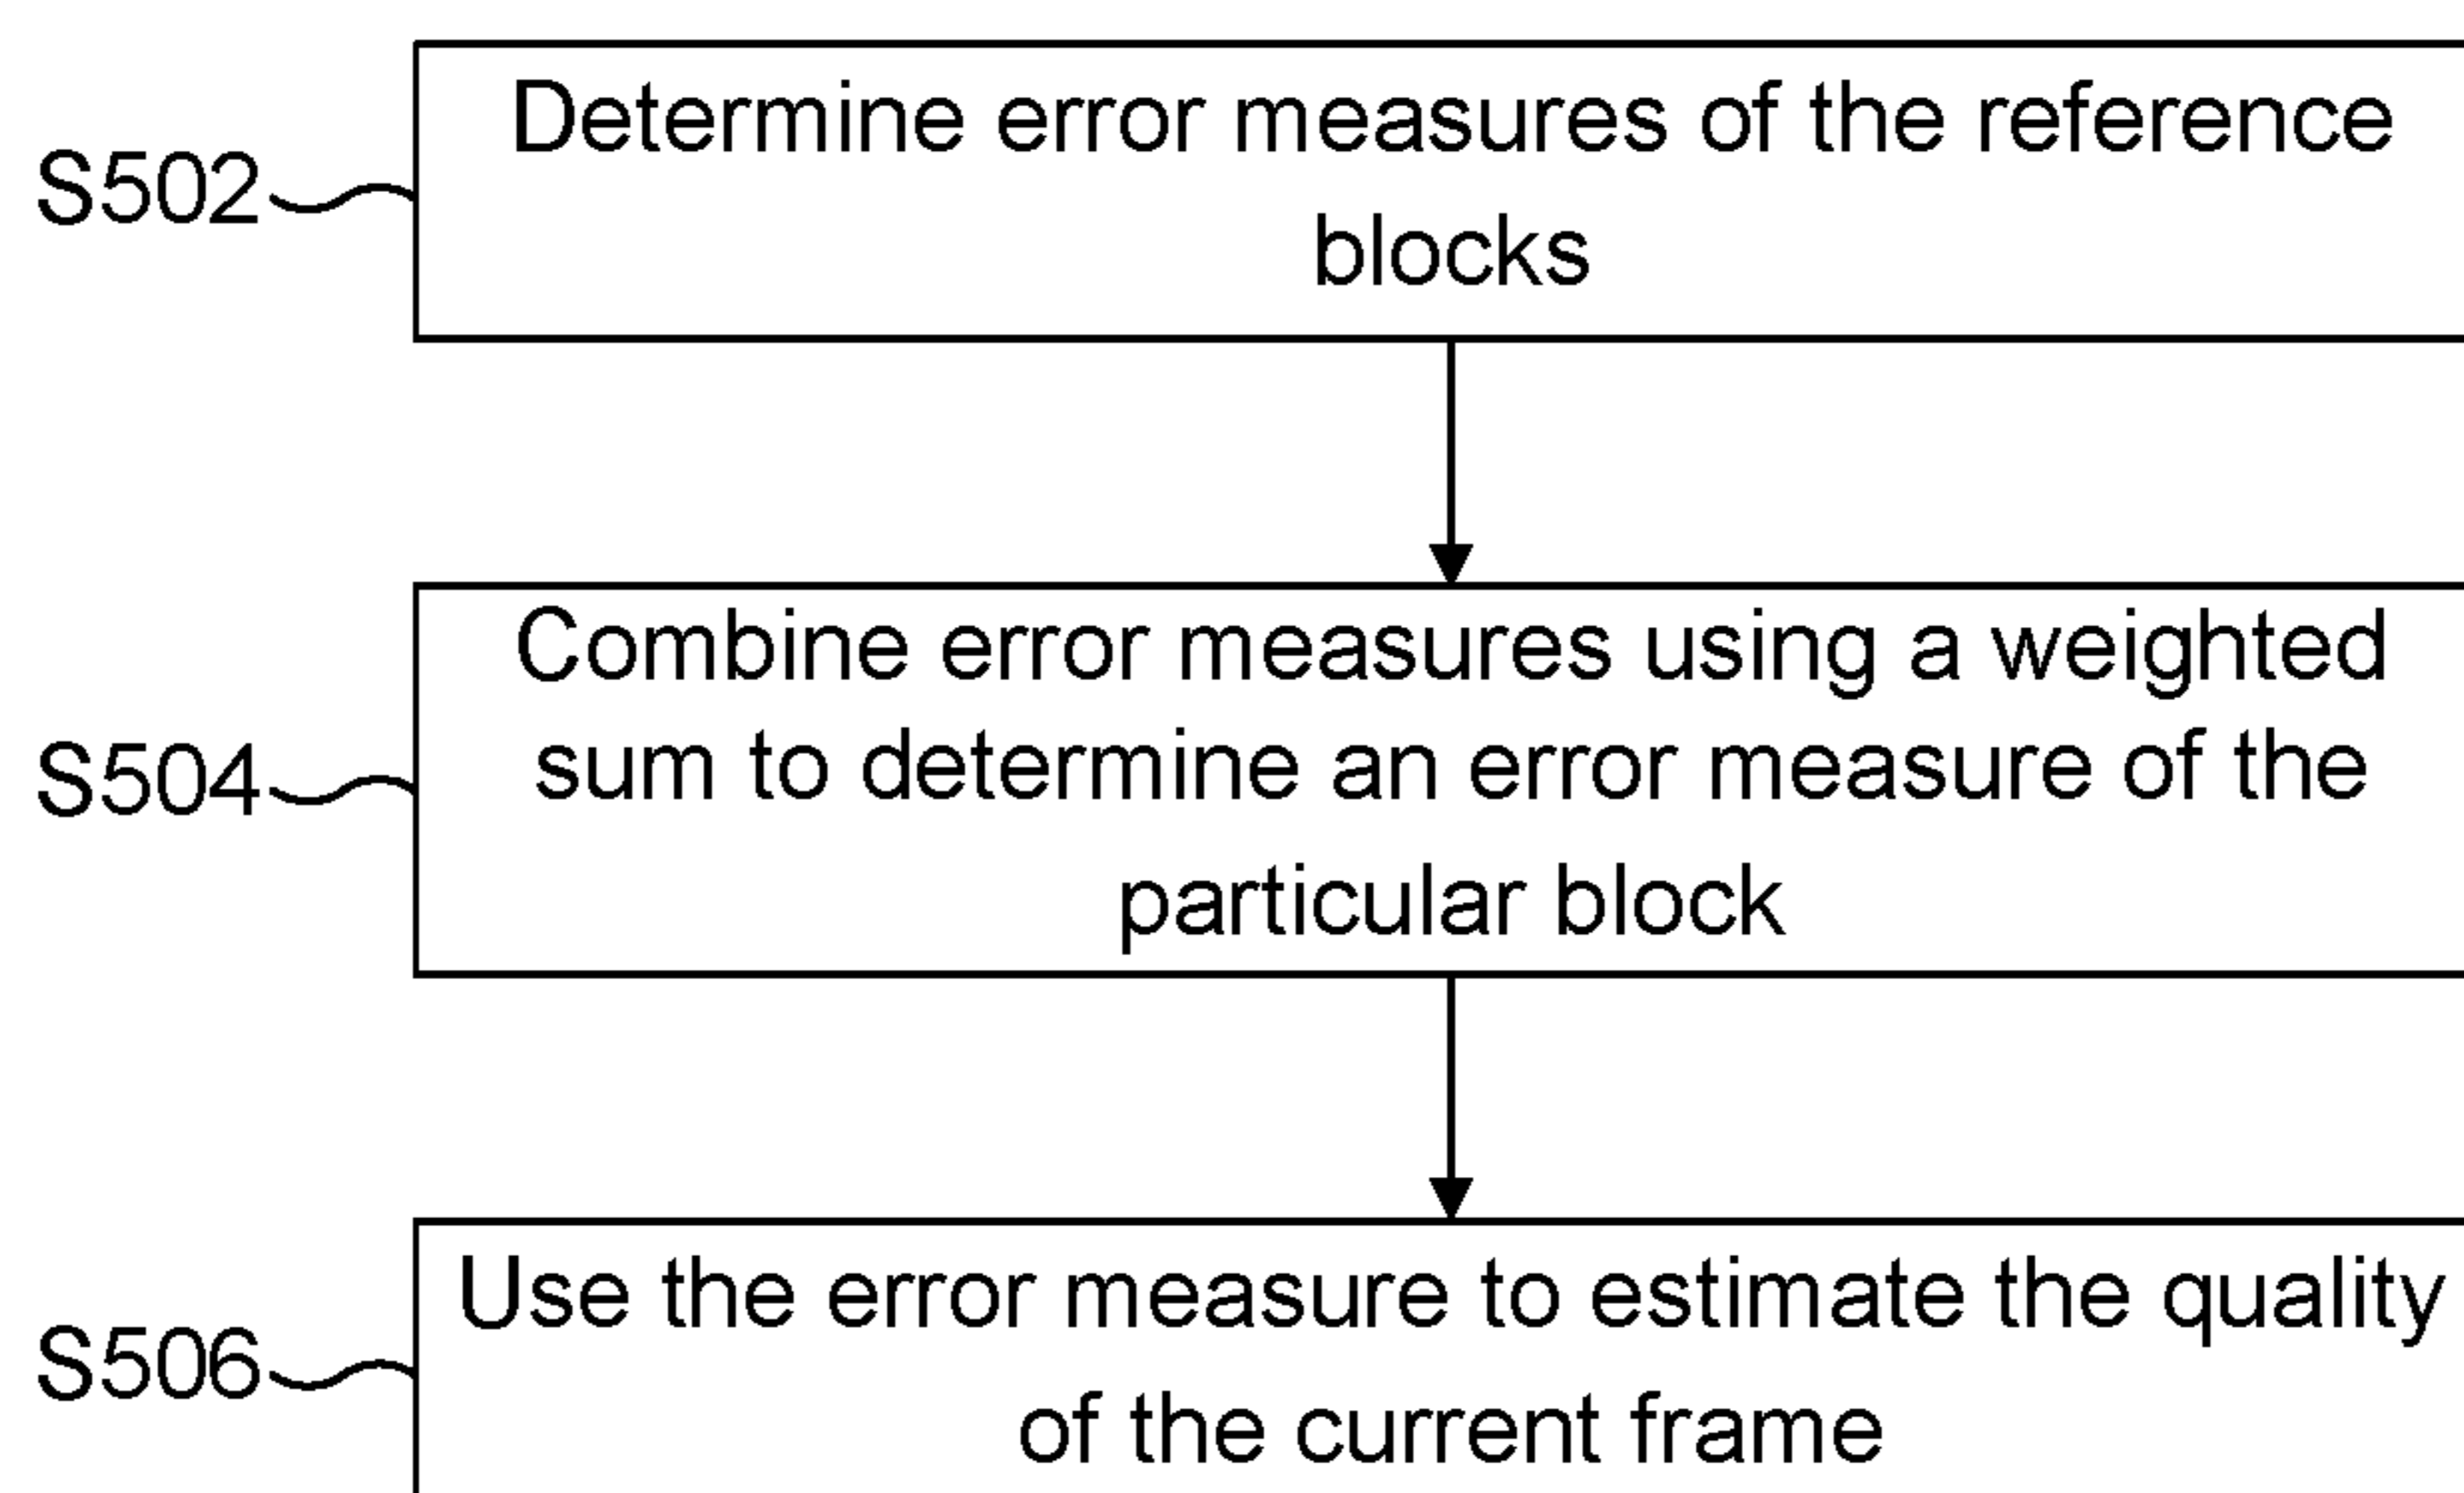 Determine error measures of the reference
blocks
S502
Combine error measures using a weighted
sum to determine an error measure of the
particular block
S504
Use the error measure to estimate the quality
of the current frame
S506